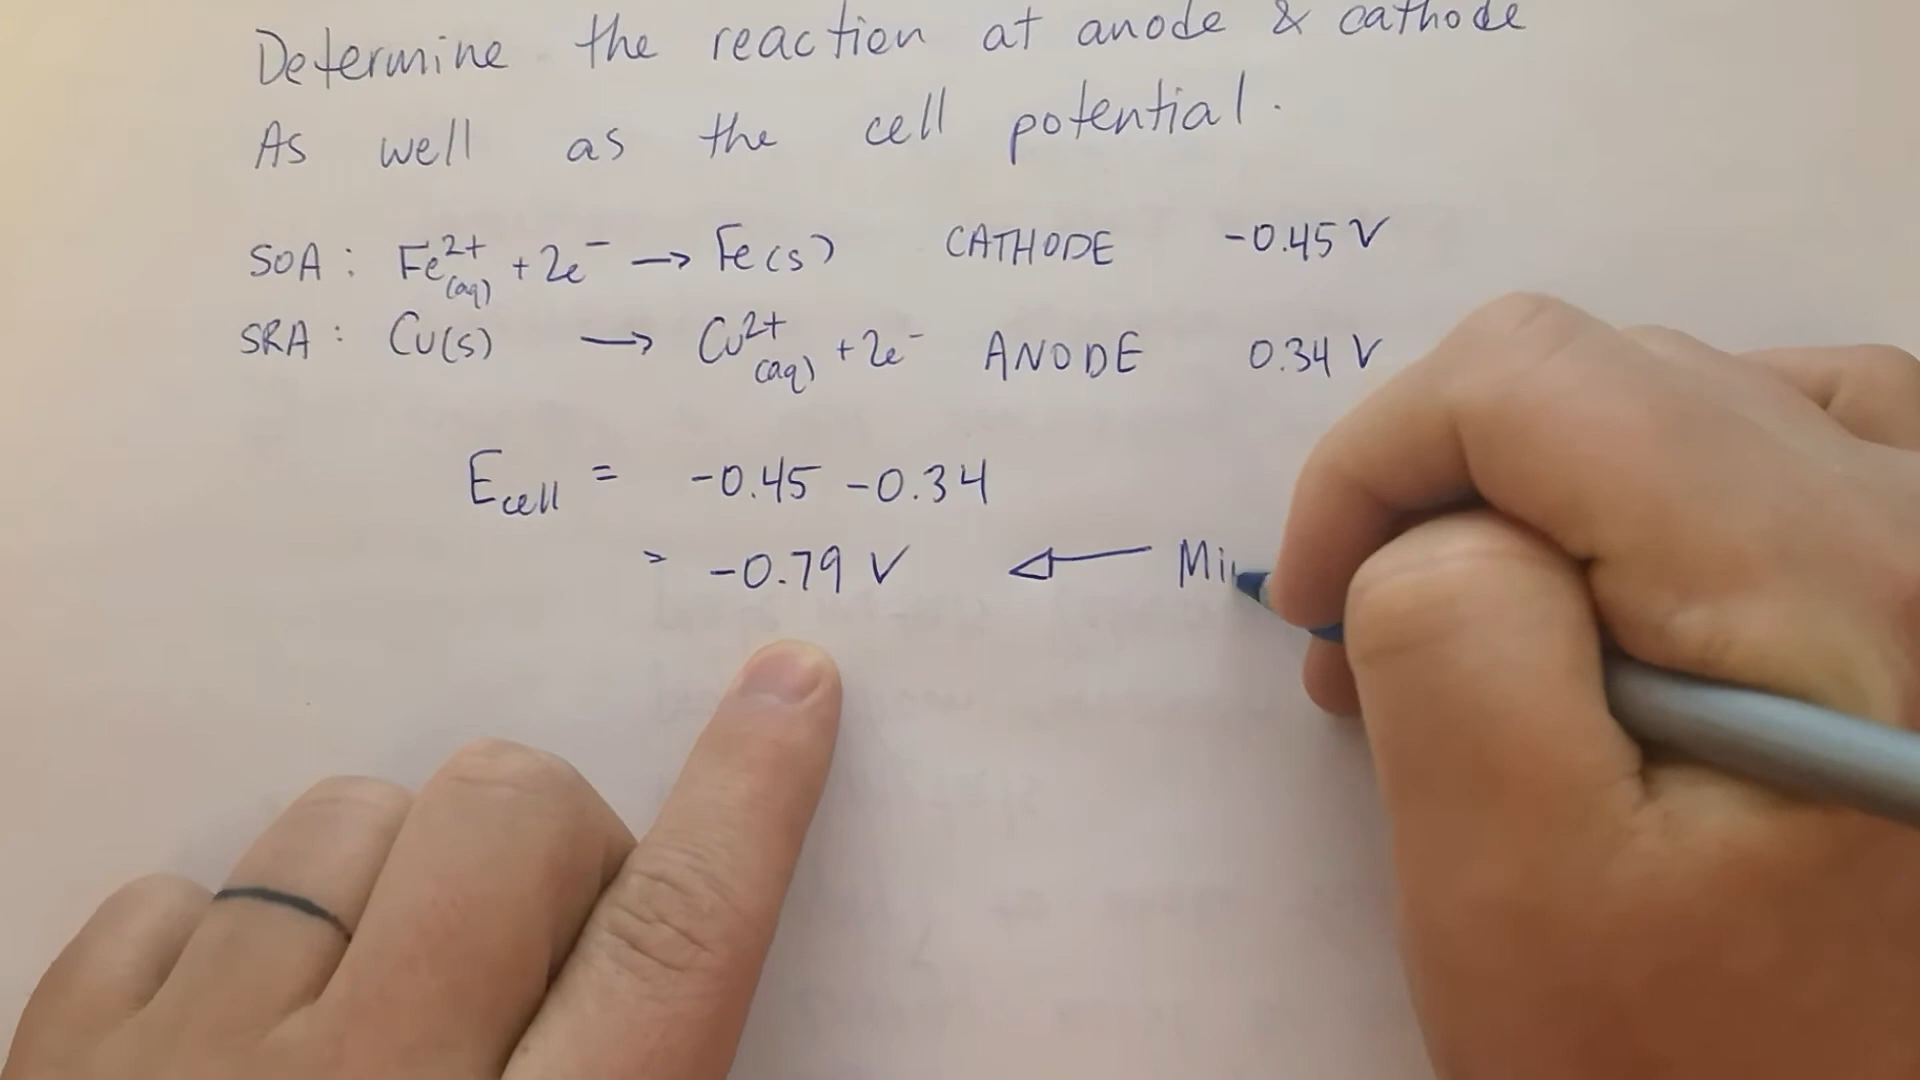 Determine the reaction at anode & cathode
As well as the cell potential.
SOA: Fe²⁺(aq) + 2e⁻ → Fe(s) CATHODE -0.45 V
SRA: Cu(s) → Cu²⁺(aq) + 2e⁻ ANODE 0.34 V
Ecell = -0.45 -0.34
= -0.79 V ← Min